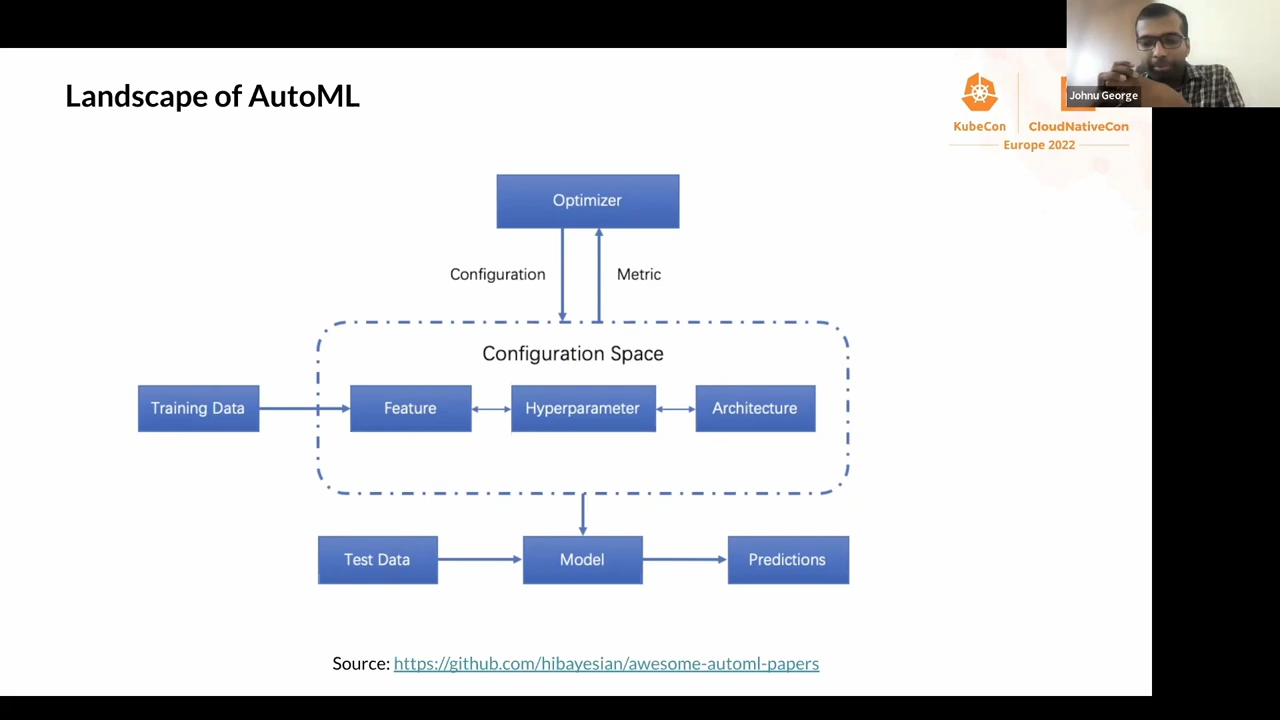 Landscape of AutoML
Johnu George
KubeCon
CloudNativeCon
Europe 2022
Optimizer
Configuration
Metric
Configuration Space
Training Data
Feature
Hyperparameter
Architecture
Test Data
Model
Predictions
Source: https://github.com/hibayesian/awesome-automl-papers